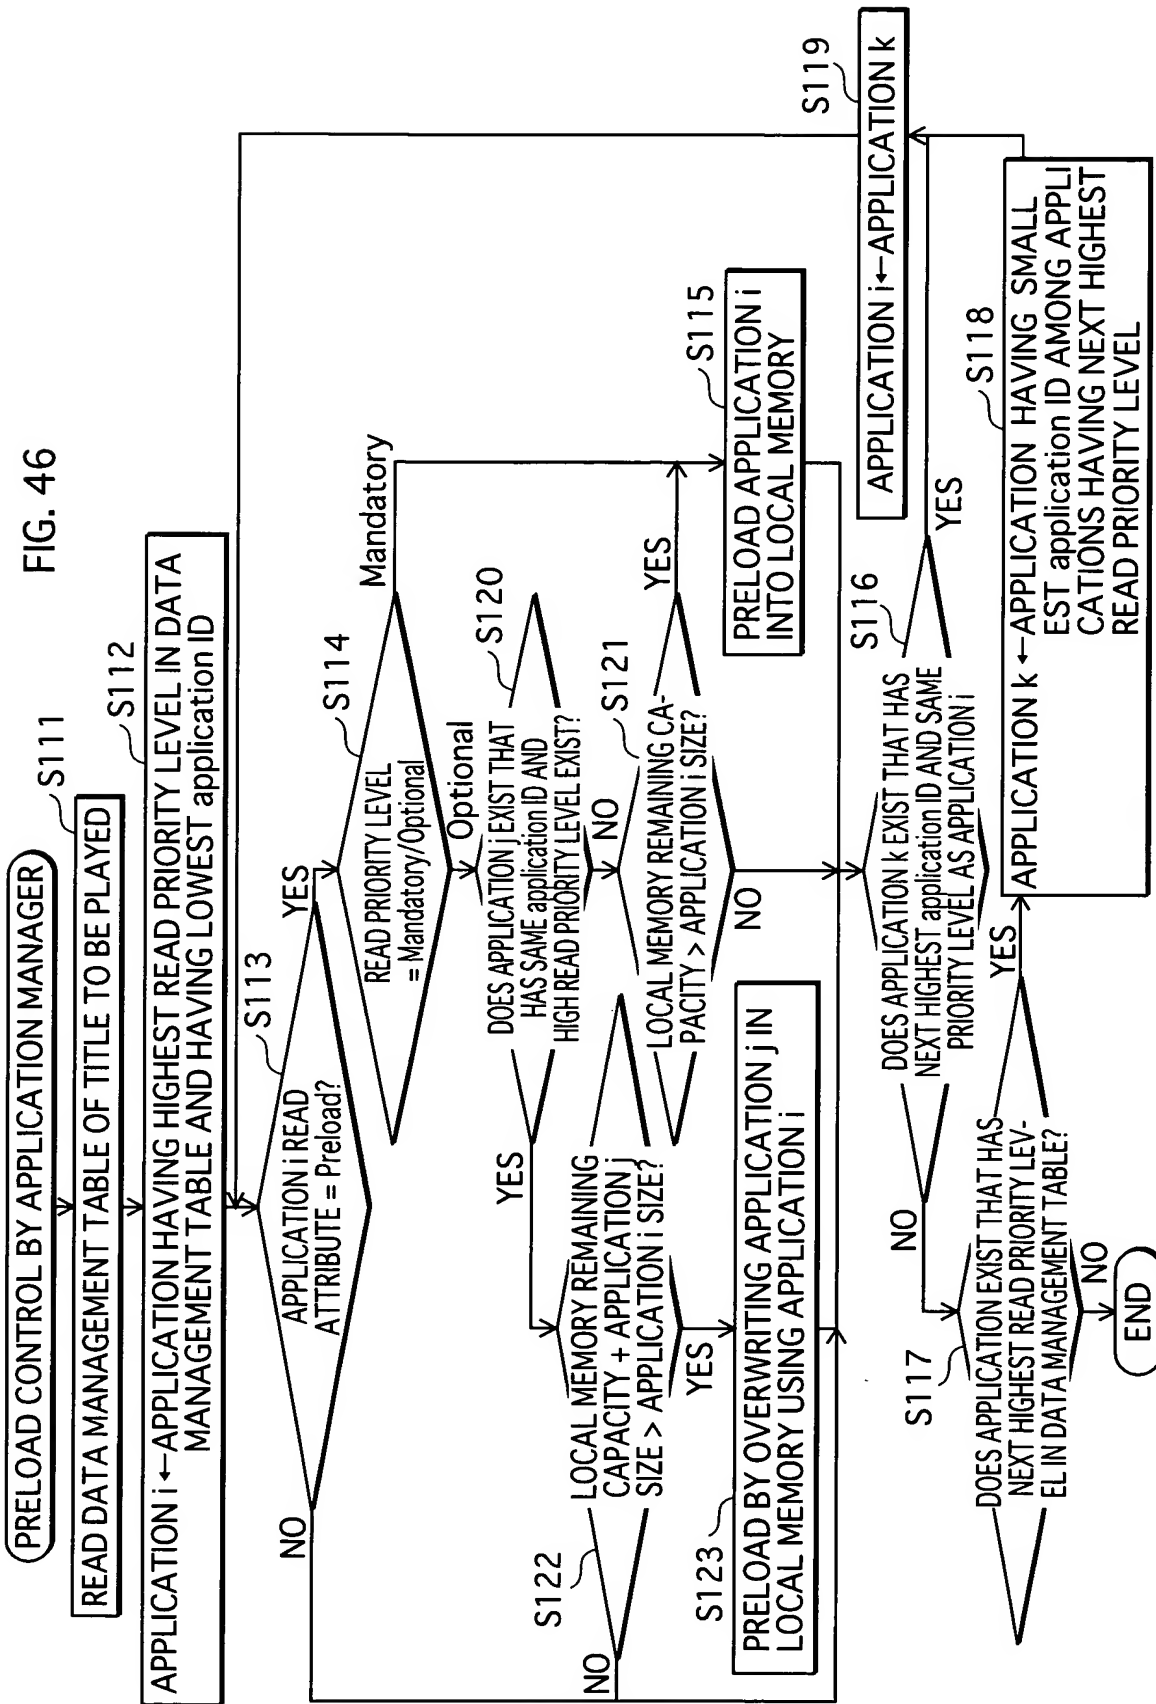 FIG. 46
PRELOAD CONTROL BY APPLICATION MANAGER
S111
READ DATA MANAGEMENT TABLE OF TITLE TO BE PLAYED
S112
APPLICATION i←APPLICATION HAVING HIGHEST READ PRIORITY LEVEL IN DATA
MANAGEMENT TABLE AND HAVING LOWEST application ID
S113
APPLICATION i READ
ATTRIBUTE = Preload?
NO
YES
S114
READ PRIORITY LEVEL
= Mandatory/Optional
Mandatory
Optional
S120
DOES APPLICATION j EXIST THAT
HAS SAME application ID AND
HIGH READ PRIORITY LEVEL EXIST?
YES
NO
S121
LOCAL MEMORY REMAINING CA-
PACITY > APPLICATION i SIZE?
YES
NO
S115
PRELOAD APPLICATION i
INTO LOCAL MEMORY
S122
LOCAL MEMORY REMAINING
CAPACITY + APPLICATION j
SIZE > APPLICATION i SIZE?
NO
YES
S123
PRELOAD BY OVERWRITING APPLICATION j IN
LOCAL MEMORY USING APPLICATION i
S116
DOES APPLICATION k EXIST THAT HAS
NEXT HIGHEST application ID AND SAME
PRIORITY LEVEL AS APPLICATION i
NO
YES
S119
APPLICATION i←APPLICATION k
S117
DOES APPLICATION EXIST THAT HAS
NEXT HIGHEST READ PRIORITY LEV-
EL IN DATA MANAGEMENT TABLE?
YES
NO
S118
APPLICATION k ←APPLICATION HAVING SMALL
EST application ID AMONG APPLI
CATIONS HAVING NEXT HIGHEST
READ PRIORITY LEVEL
END